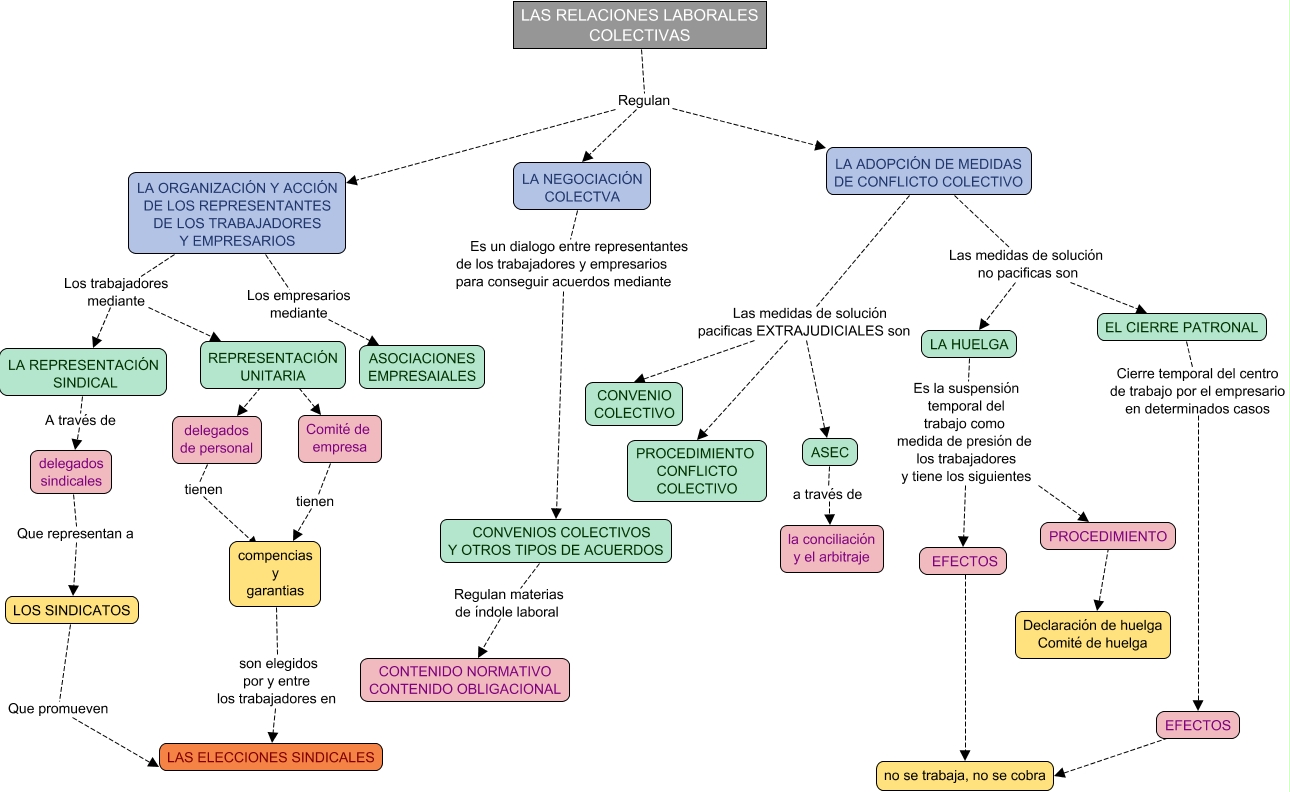 LAS RELACIONES LABORALES
COLECTIVAS
Regulan
LA ORGANIZACIÓN Y ACCIÓN
DE LOS REPRESENTANTES
DE LOS TRABAJADORES
Y EMPRESARIOS
LA NEGOCIACIÓN
COLECTVA
LA ADOPCIÓN DE MEDIDAS
DE CONFLICTO COLECTIVO
Los trabajadores
mediante
Los empresarios
mediante
Es un dialogo entre representantes
de los trabajadores y empresarios
para conseguir acuerdos mediante
Las medidas de solución
pacificas EXTRAJUDICIALES son
Las medidas de solución
no pacificas son
LA REPRESENTACIÓN
SINDICAL
REPRESENTACIÓN
UNITARIA
ASOCIACIONES
EMPRESAIALES
CONVENIO
COLECTIVO
PROCEDIMIENTO
CONFLICTO
COLECTIVO
ASEC
LA HUELGA
EL CIERRE PATRONAL
A través de
delegados
de personal
Comité de
empresa
a través de
Es la suspensión
temporal del
trabajo como
medida de presión de
los trabajadores
y tiene los siguientes
Cierre temporal del centro
de trabajo por el empresario
en determinados casos
delegados
sindicales
tienen
tienen
CONVENIOS COLECTIVOS
Y OTROS TIPOS DE ACUERDOS
la conciliación
y el arbitraje
EFECTOS
PROCEDIMIENTO
Que representan a
compencias
y
garantias
Regulan materias
de índole laboral
Declaración de huelga
Comité de huelga
LOS SINDICATOS
son elegidos
por y entre
los trabajadores en
CONTENIDO NORMATIVO
CONTENIDO OBLIGACIONAL
Que promueven
EFECTOS
LAS ELECCIONES SINDICALES
no se trabaja, no se cobra